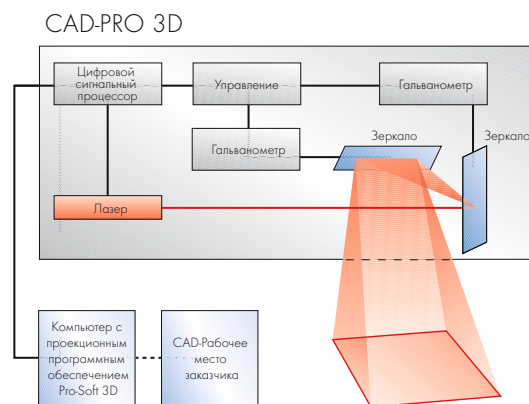 CAD-PRO 3D
Цифровой
сигнальный
процессор
Управление
Гальванометр
Гальванометр
Зеркало
Зеркало
Лазер
Компьютер с
проекционным
программным
обеспечением
Pro-Soft 3D
CAD-Рабочее
место
заказчика